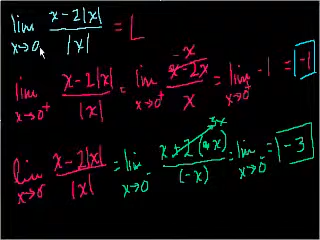 lim x→0 x-2|x| / |x| = L
lim x→0⁺ x-2|x| / |x| = lim x→0⁺ x-2x / x -x = lim x→0⁺ -1 = -1
lim x→0⁻ x-2|x| / |x| = lim x→0⁻ x+2(+x) / (-x) 3x = lim x→0⁻ = -3